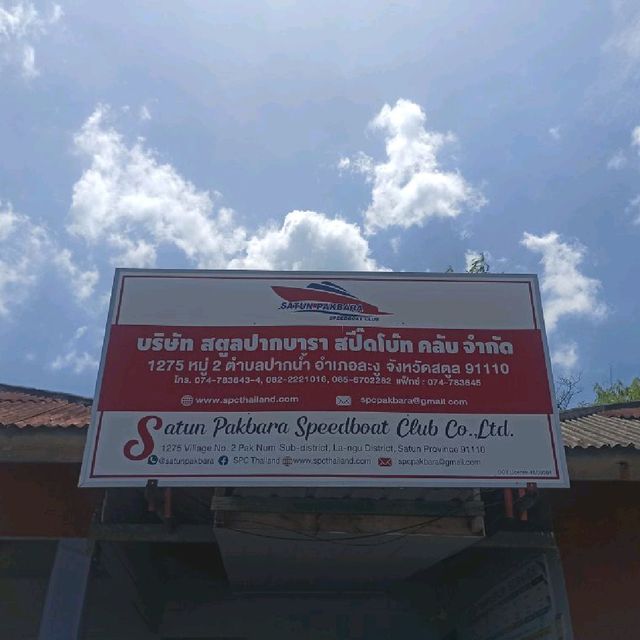 SATUN PAKBARA
SPEEDBOAT CLUB
บริษัท สตูลปากบารา สปีดโบ๊ท คลับ จำกัด
1275 หมู่ 2 ตำบลปากน้ำ อำเภอละงู จังหวัดสตูล 91110
โทร. 074-783643-4, 082-2221016, 085-6702282 แฟ็กซ์ : 074-783645
www.spcthailand.com spcpakbara@gmail.com
Satun Pakbara Speedboat Club Co.,Ltd.
1275 Village No. 2 Pak Num Sub-district, La-ngu District, Satun Province 91110
@satunpakbara SPC Thailand www.spcthailand.com spcpakbara@gmail.com